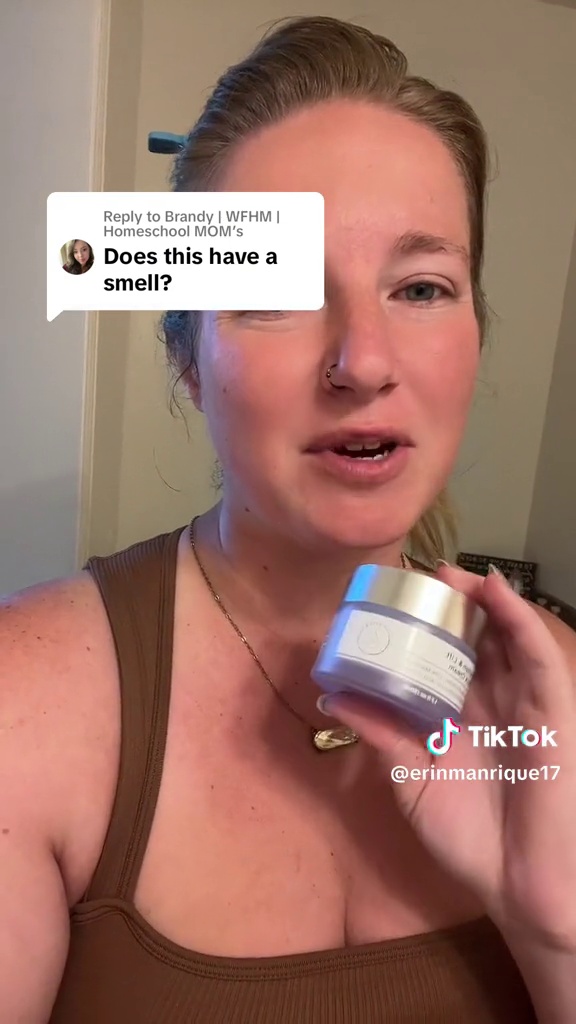 Reply to Brandy | WFHM |
Homeschool MOM's
Does this have a
smell?
TikTok
@erinmanrique17